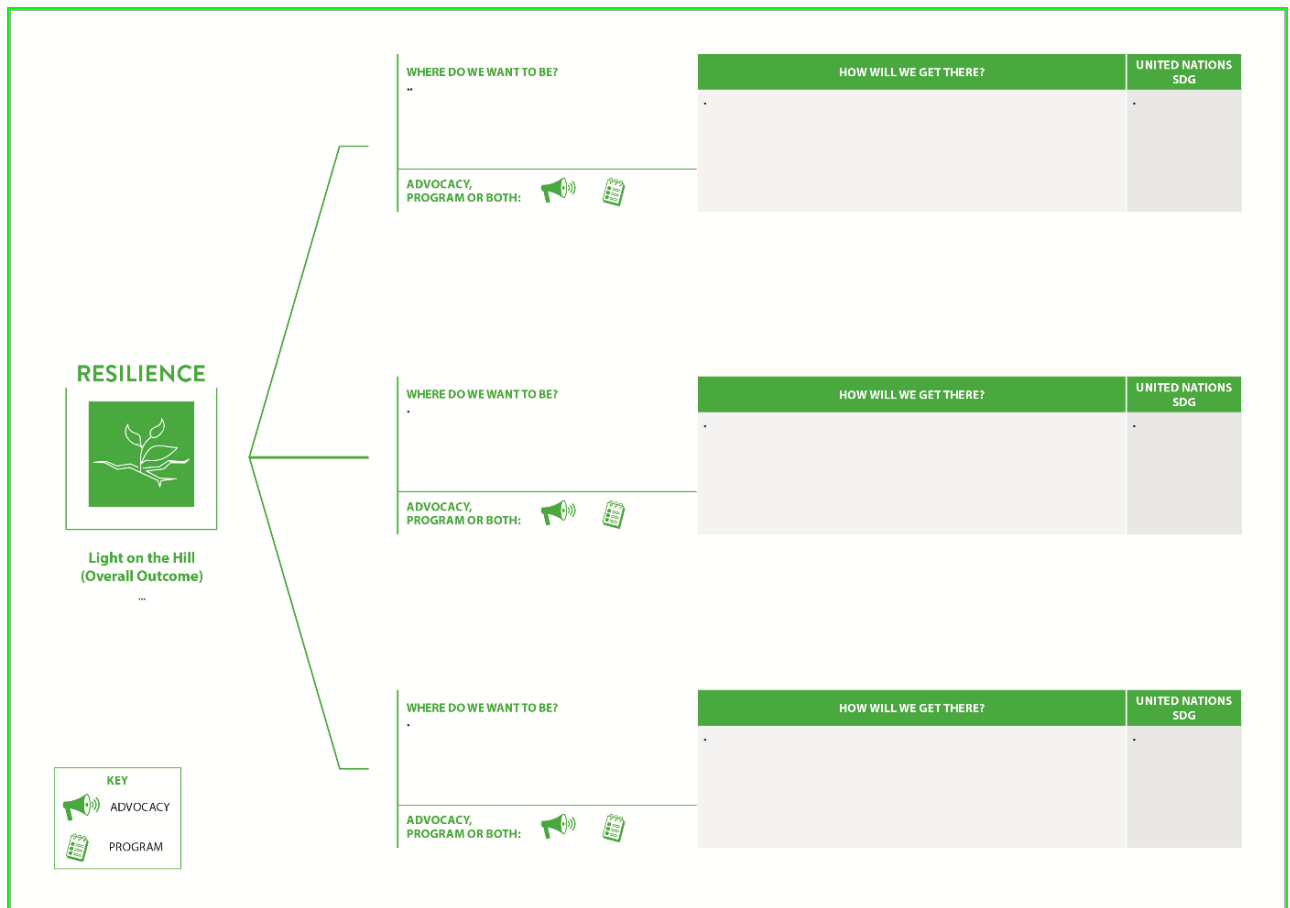 WHERE DO WE WANT TO BE?
..
ADVOCACY,
PROGRAM OR BOTH:
HOW WILL WE GET THERE?
.
UNITED NATIONS
SDG
.
RESILIENCE
Light on the Hill
(Overall Outcome)
...
WHERE DO WE WANT TO BE?
.
ADVOCACY,
PROGRAM OR BOTH:
HOW WILL WE GET THERE?
.
UNITED NATIONS
SDG
.
WHERE DO WE WANT TO BE?
.
ADVOCACY,
PROGRAM OR BOTH:
HOW WILL WE GET THERE?
.
UNITED NATIONS
SDG
.
KEY
ADVOCACY
PROGRAM